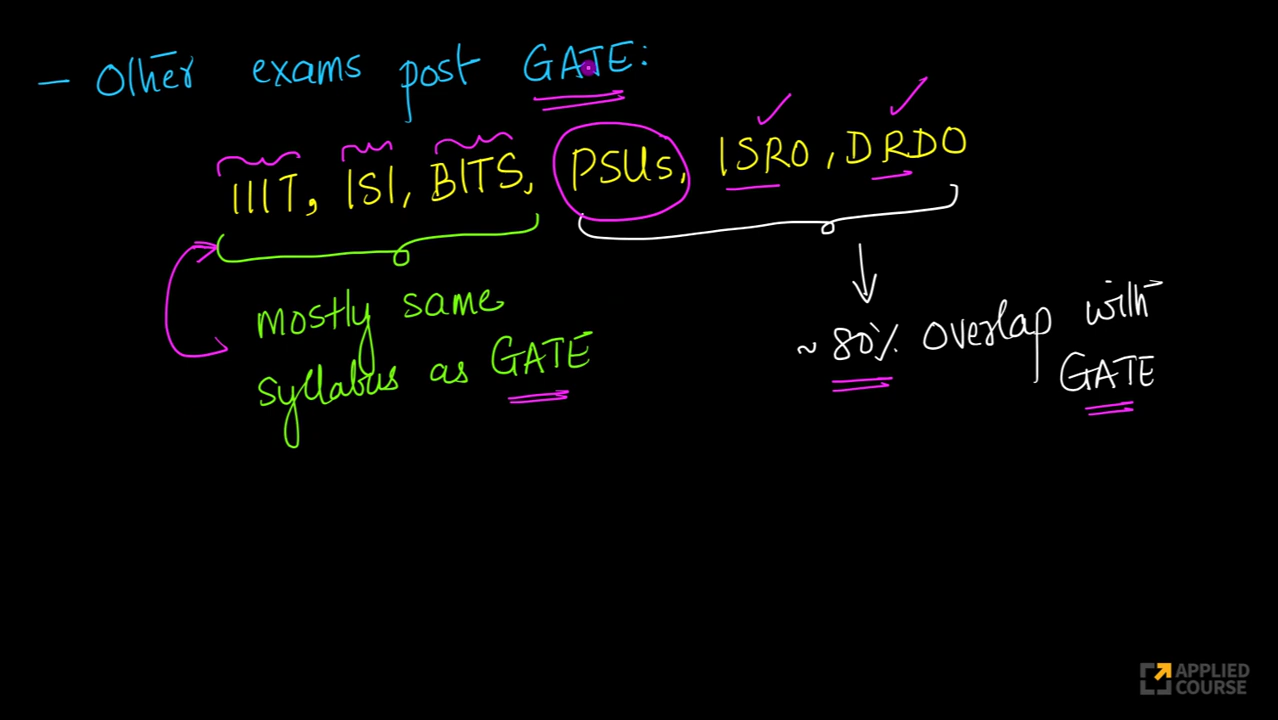 - Other exams post GATE:
IIIT, ISI, BITS, PSUs, ISRO, DRDO
mostly same
syllabus as GATE
~ 80% overlap with
GATE
APPLIED
COURSE